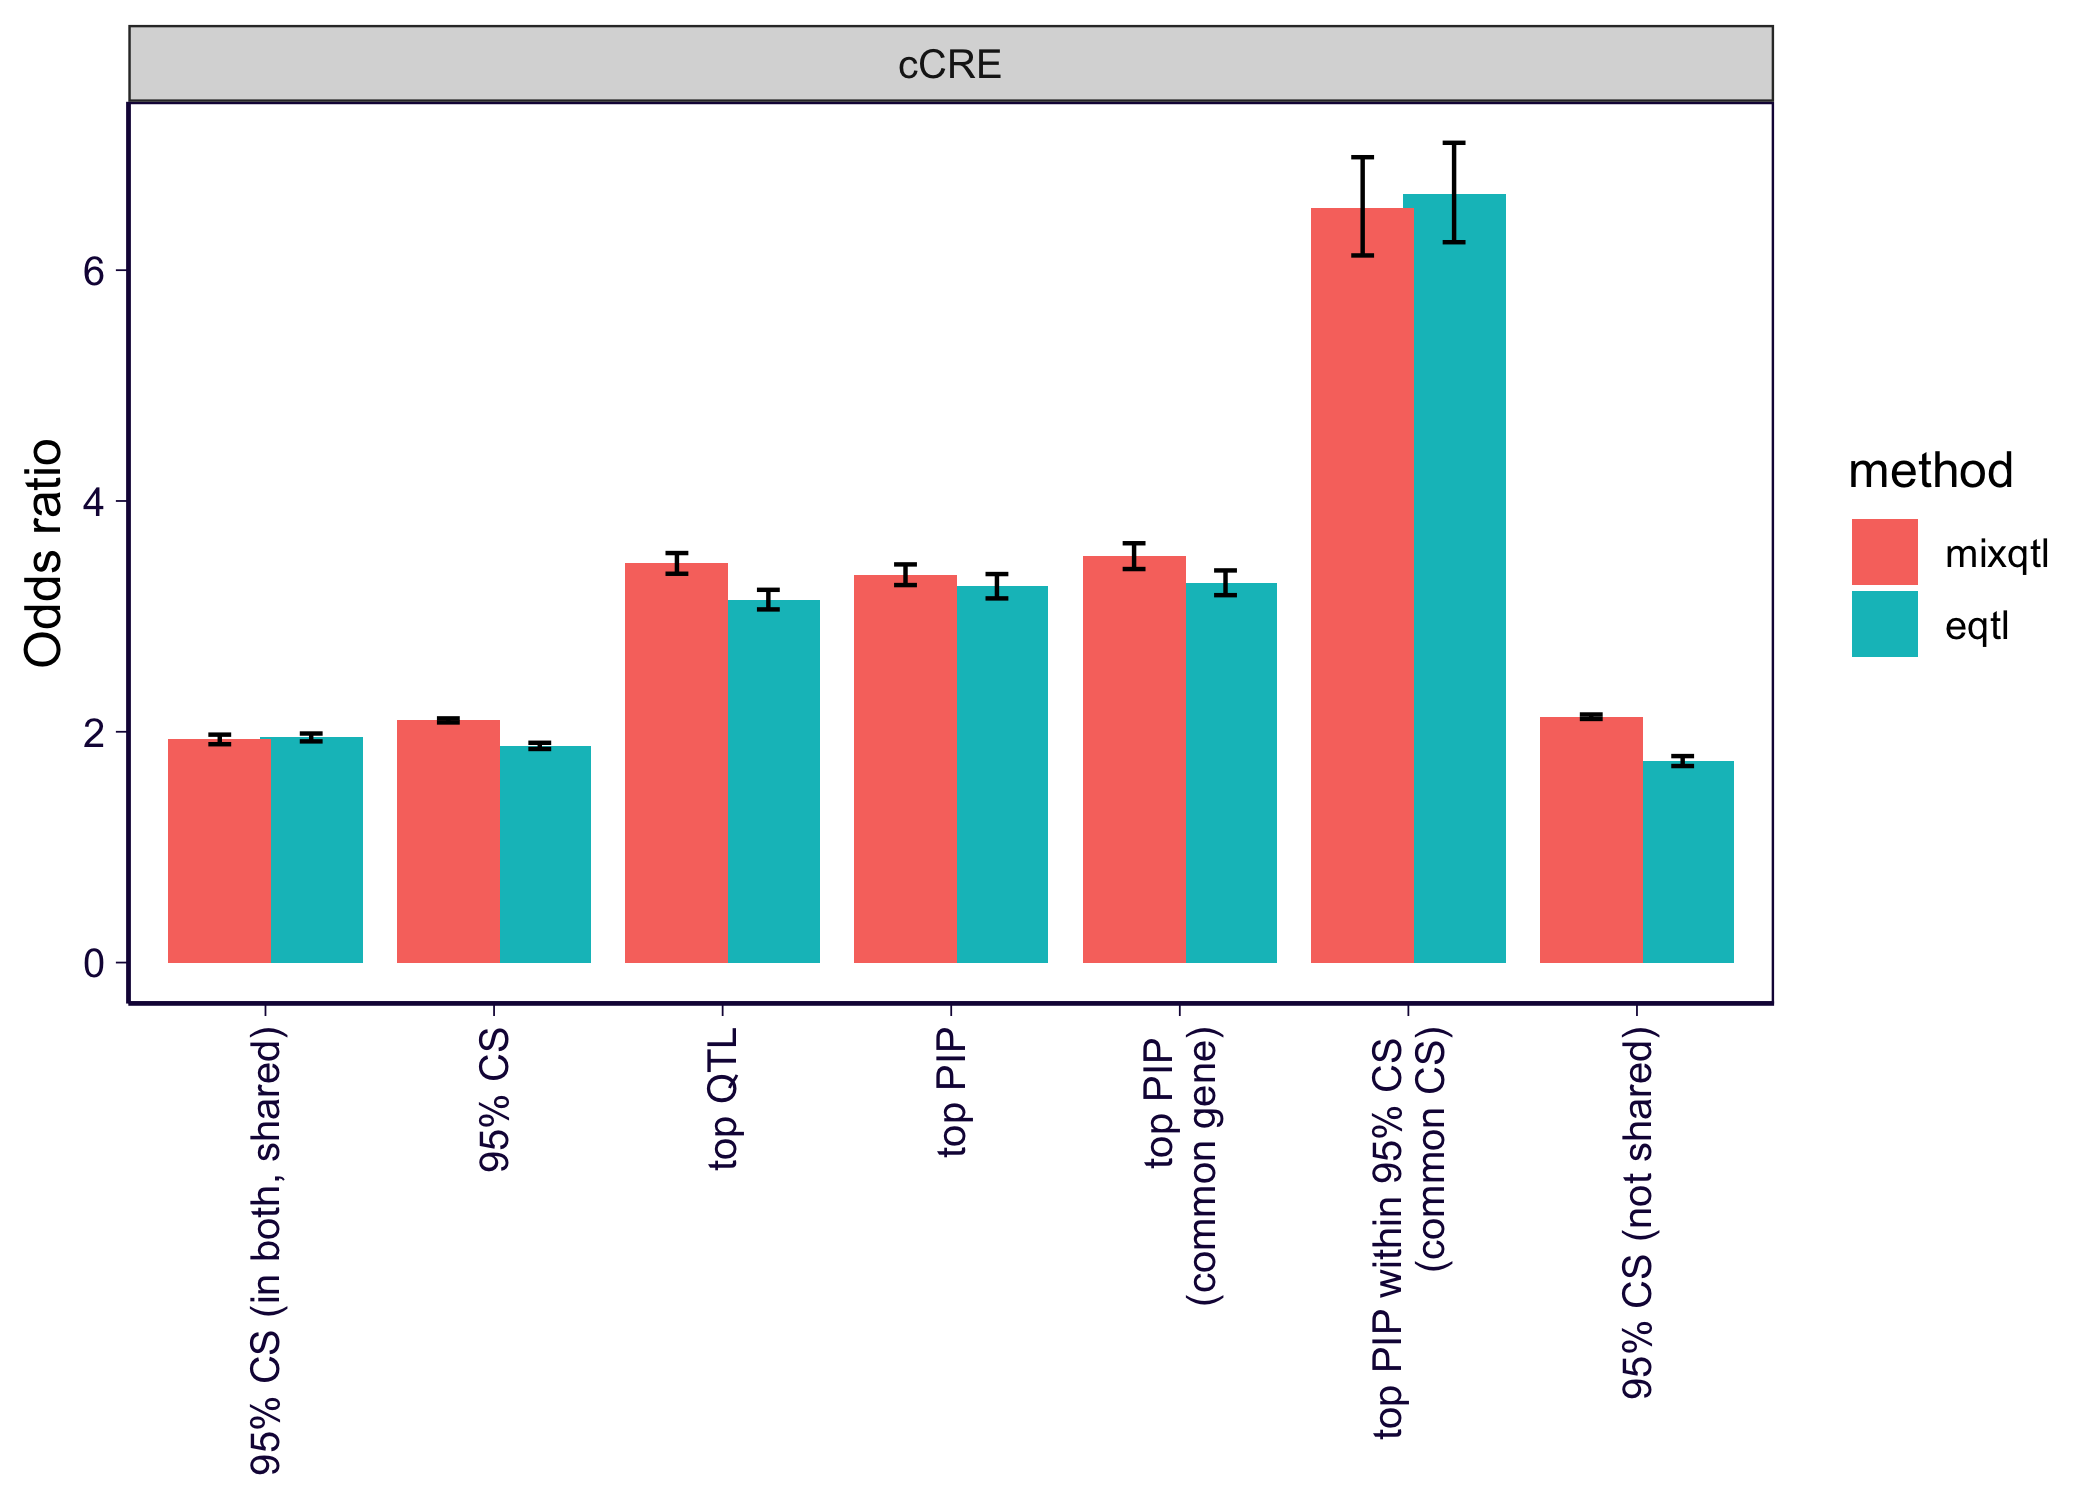 cCRE
Odds ratio
6
4
2
0
95% CS (in both, shared)
95% CS
top QTL
top PIP
top PIP
(common gene)
top PIP within 95% CS
(common CS)
95% CS (not shared)
method
mixqtl
eqtl